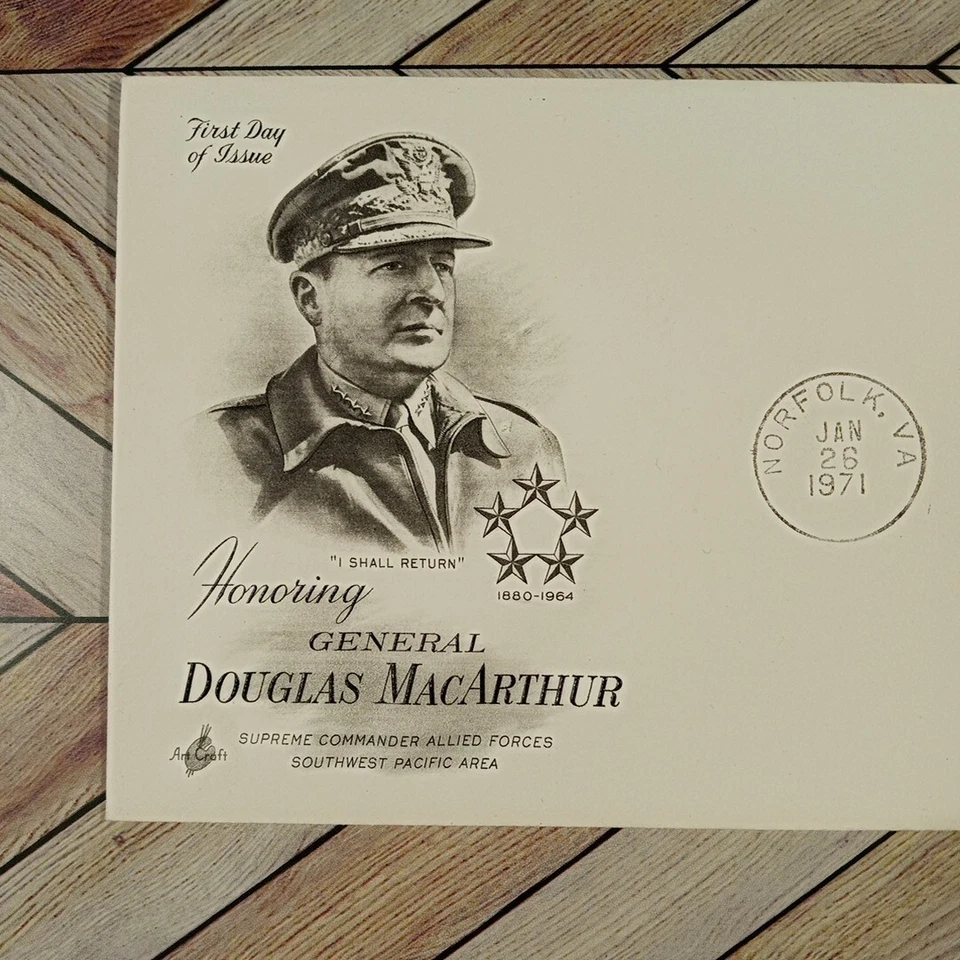 First Day
of Issue
NORFOLK, VA
JAN
26
1971
"I SHALL RETURN"
1880-1964
Honoring
GENERAL
DOUGLAS MACARTHUR
SUPREME COMMANDER ALLIED FORCES
SOUTHWEST PACIFIC AREA
Art Craft